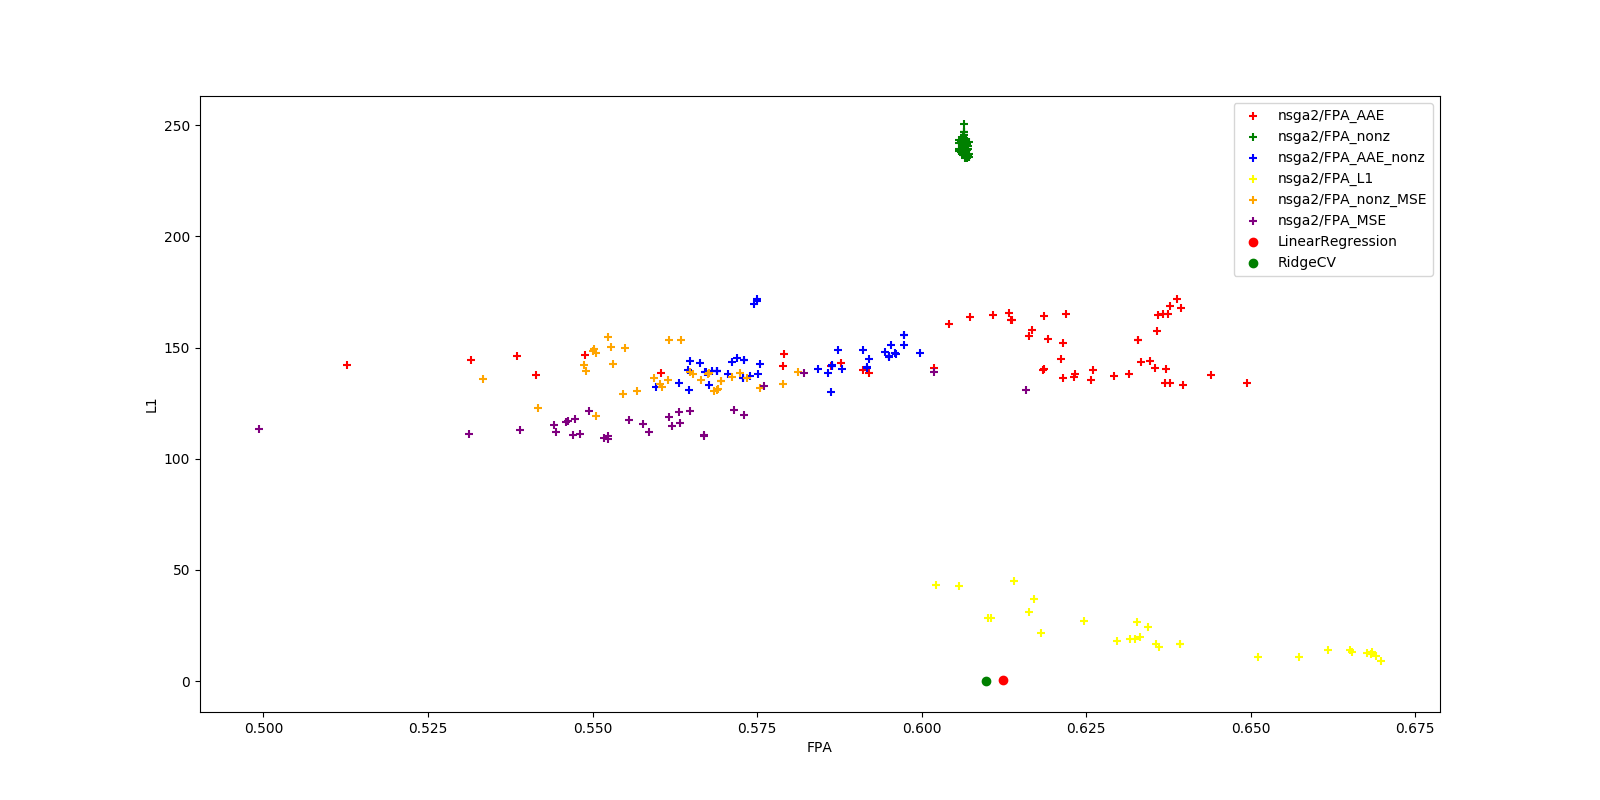 250
200
150
100
50
0
L1
0.500 0.525 0.550 0.575 0.600 0.625 0.650 0.675
FPA
nsga2/FPA_AAE
nsga2/FPA_nonz
nsga2/FPA_AAE_nonz
nsga2/FPA_L1
nsga2/FPA_nonz_MSE
nsga2/FPA_MSE
LinearRegression
RidgeCV